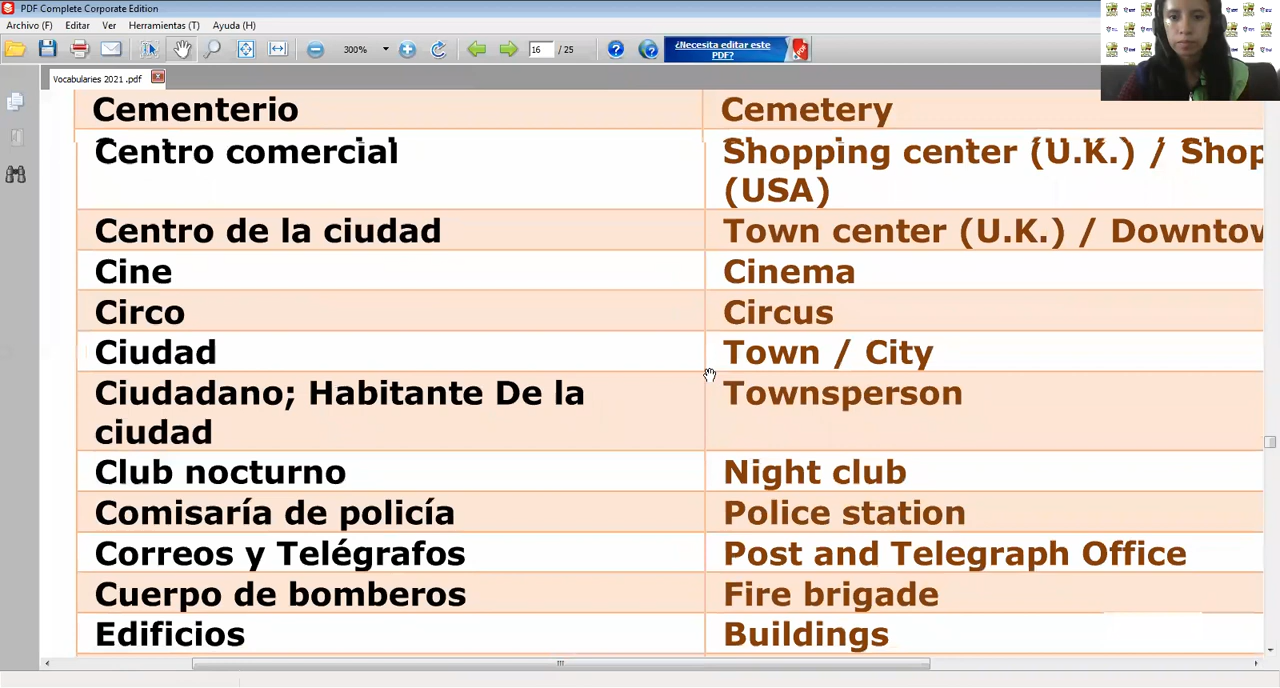 PDF Complete Corporate Edition
Archivo (F) Editar Ver Herramientas (T) Ayuda (H)
300% 16 / 25 ¿Necesita editar este
PDF?
Vocabularies 2021 .pdf
Cementerio Cemetery
Centro comercial Shopping center (U.K.) / Shop
(USA)
Centro de la ciudad Town center (U.K.) / Downtow
Cine Cinema
Circo Circus
Ciudad Town / City
Ciudadano; Habitante De la Townsperson
ciudad
Club nocturno Night club
Comisaría de policía Police station
Correos y Telégrafos Post and Telegraph Office
Cuerpo de bomberos Fire brigade
Edificios Buildings